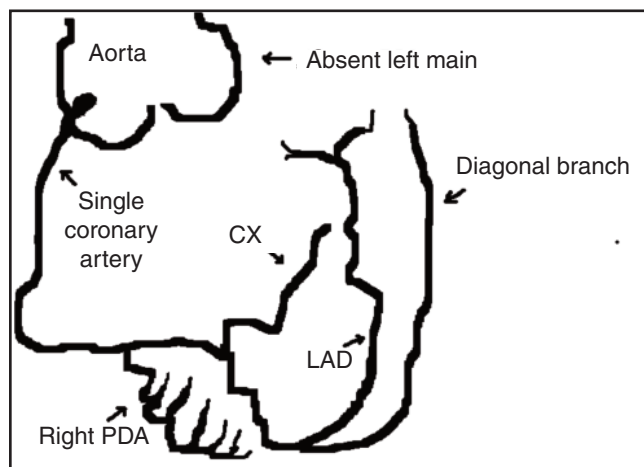 Aorta
Absent left main
Diagonal branch
Single
coronary
artery
CX
LAD
Right PDA